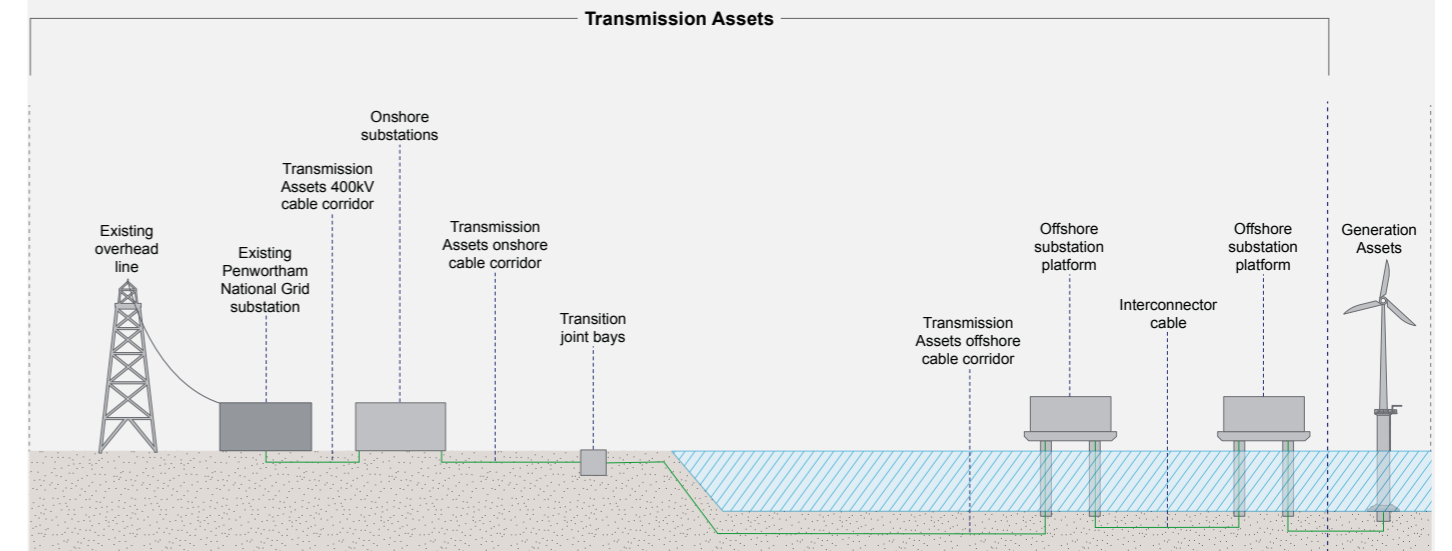 Transmission Assets
Onshore
substations
Transmission
Assets 400kV
cable corridor
Existing
overhead
line
Existing
Penwortham
National Grid
substation
Transmission
Assets onshore
cable corridor
Transition
joint bays
Transmission
Assets offshore
cable corridor
Offshore
substation
platform
Interconnector
cable
Offshore
substation
platform
Generation
Assets